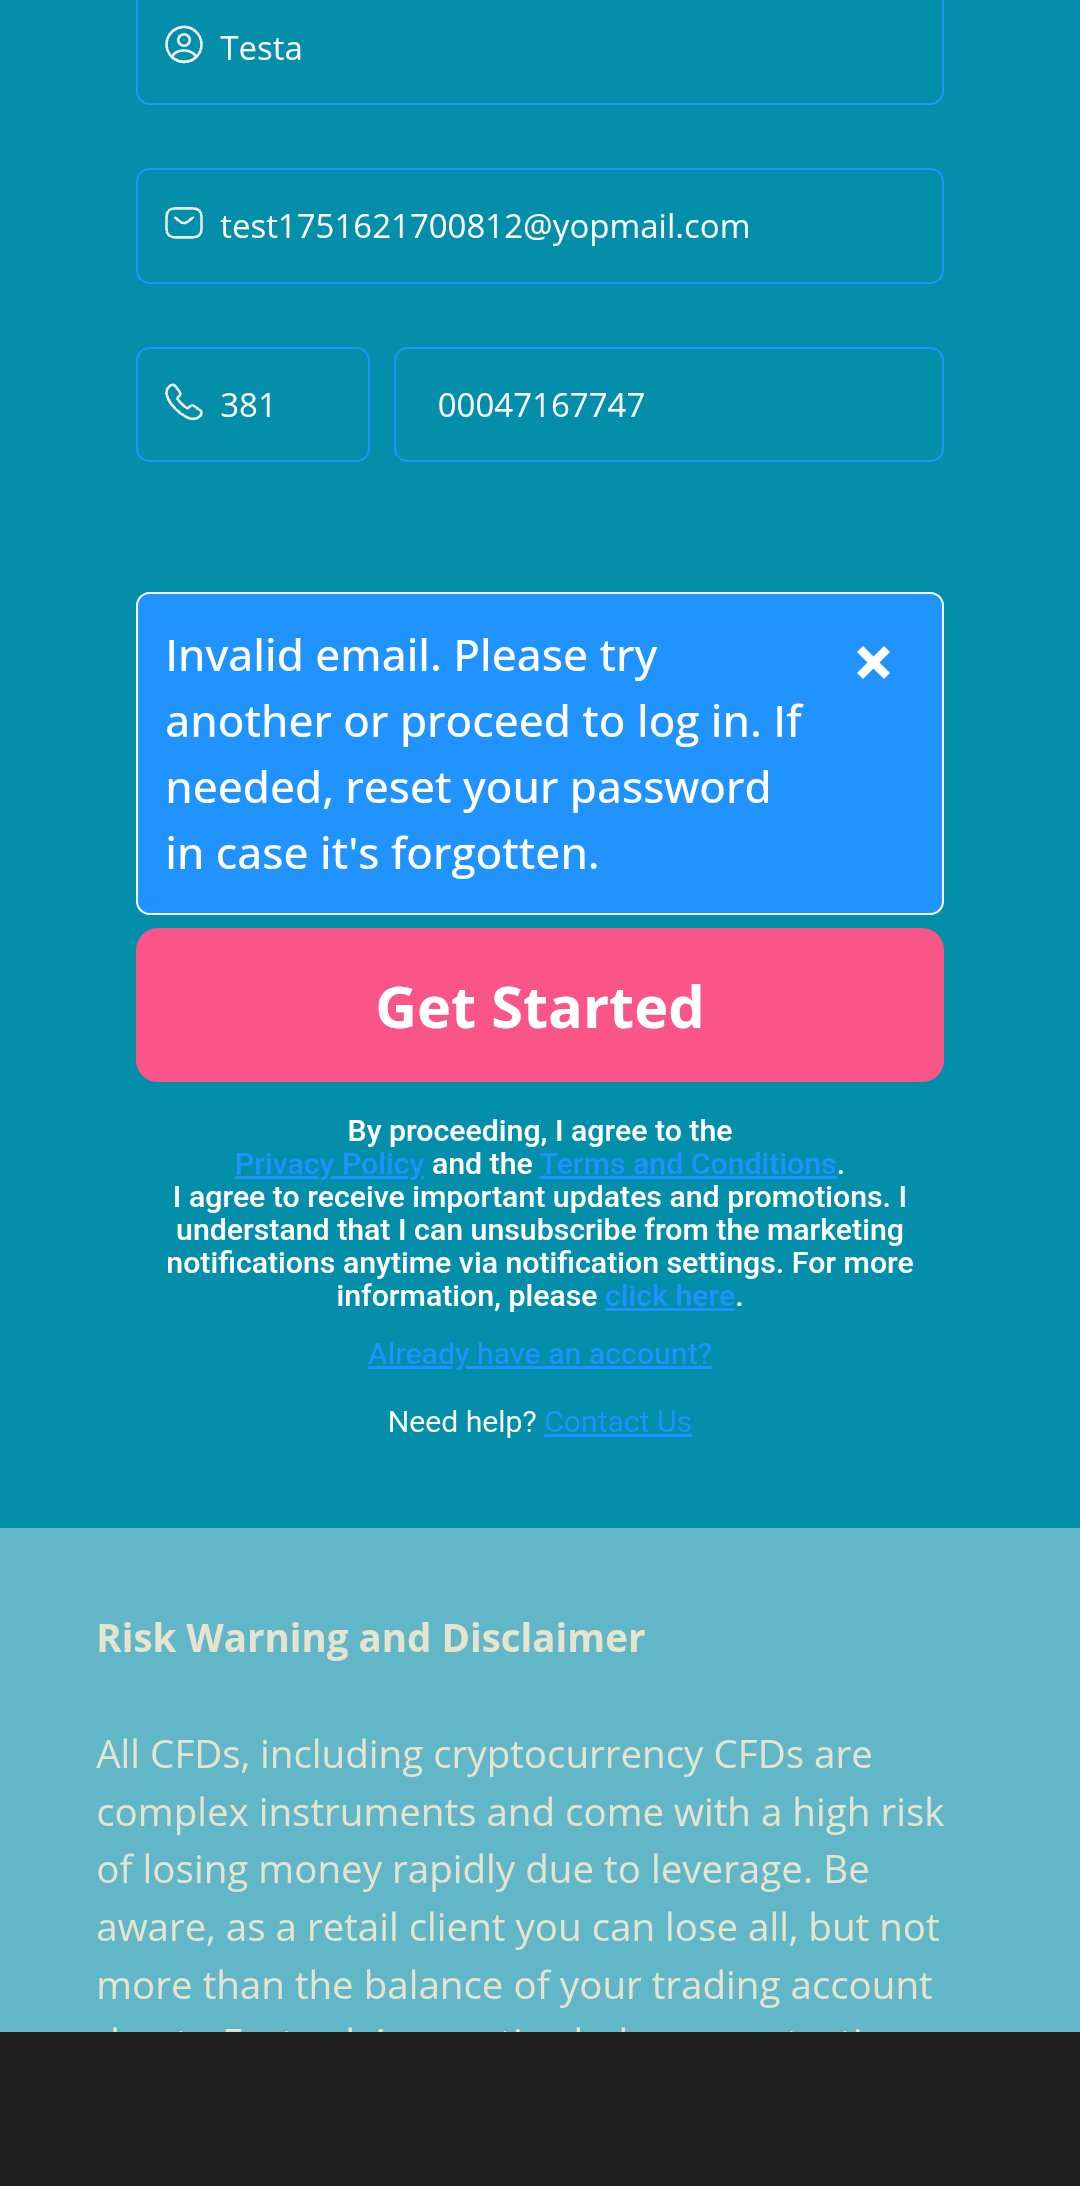 Testa
test1751621700812@yopmail.com
381
00047167747
Invalid email. Please try
another or proceed to log in. If
needed, reset your password
in case it's forgotten.
Get Started
By proceeding, I agree to the
Privacy Policy and the Terms and Conditions.
I agree to receive important updates and promotions. I
understand that I can unsubscribe from the marketing
notifications anytime via notification settings. For more
information, please click here.
Already have an account?
Need help? Contact Us
Risk Warning and Disclaimer
All CFDs, including cryptocurrency CFDs are
complex instruments and come with a high risk
of losing money rapidly due to leverage. Be
aware, as a retail client you can lose all, but not
more than the balance of your trading account